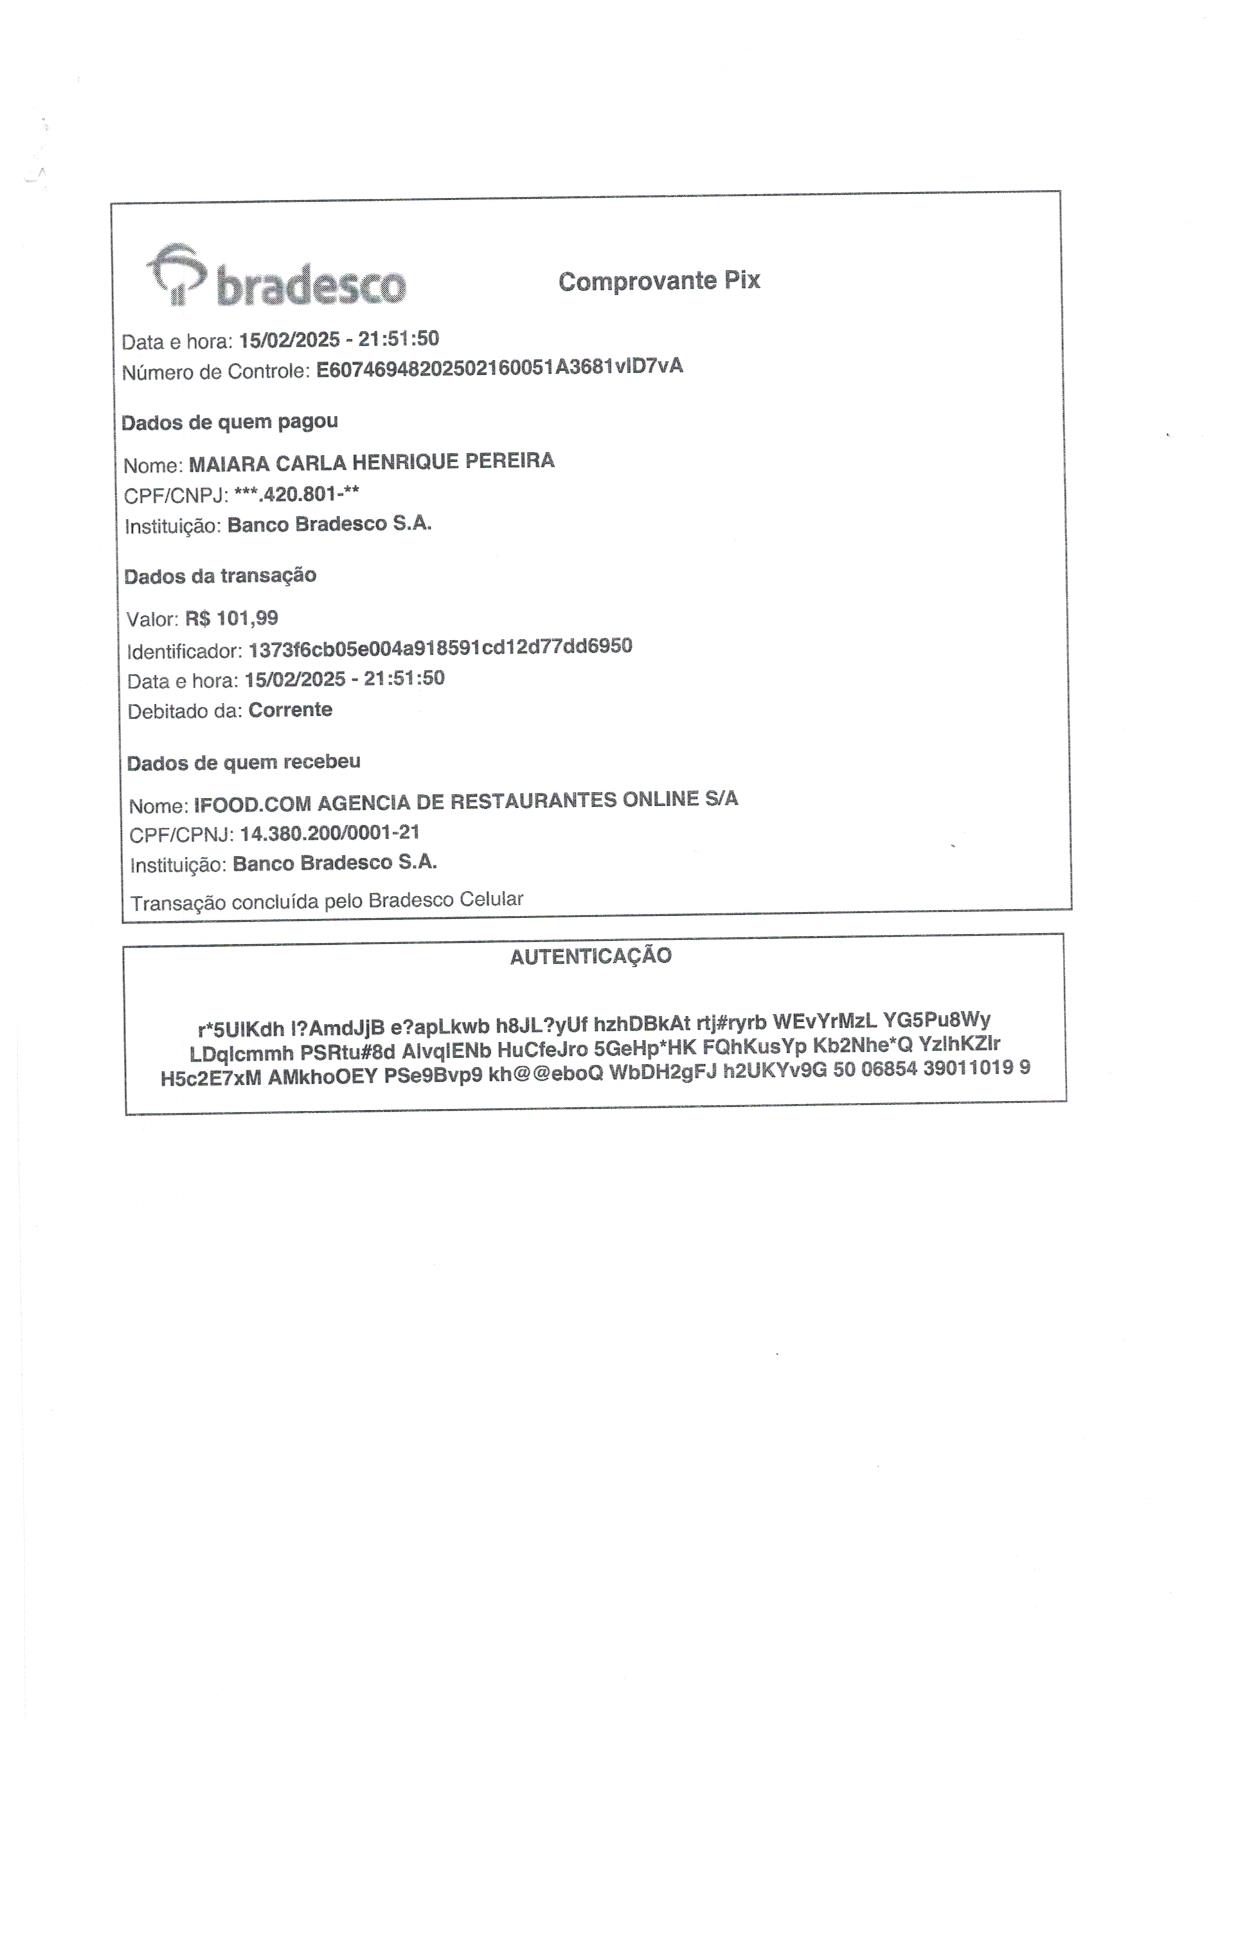 bradesco
Comprovante Pix
Data e hora: 15/02/2025 - 21:51:50
Número de Controle: E60746948202502160051A3681vID7vA
Dados de quem pagou
Nome: MAIARA CARLA HENRIQUE PEREIRA
CPF/CNPJ: ***.420.801-**
Instituição: Banco Bradesco S.A.
Dados da transação
Valor: R$ 101,99
Identificador: 1373f6cb05e004a918591cd12d77dd6950
Data e hora: 15/02/2025 - 21:51:50
Debitado da: Corrente
Dados de quem recebeu
Nome: IFOOD.COM AGENCIA DE RESTAURANTES ONLINE S/A
CPF/CPNJ: 14.380.200/0001-21
Instituição: Banco Bradesco S.A.
Transação concluída pelo Bradesco Celular
AUTENTICAÇÃO
r*5UIKdh I?AmdJjB e?apLkwb h8JL?yUf hzhDBkAt rtj#ryrb WEvYrMzL YG5Pu8Wy
LDqIcmmh PSRtu#8d AIvqIENb HuCfeJro 5GeHp*HK FQhKusYp Kb2Nhe*Q YzIhKZIr
H5c2E7xM AMkhoOEY PSe9Bvp9 kh@@eboQ WbDH2gFJ h2UKYv9G 50 06854 39011019 9